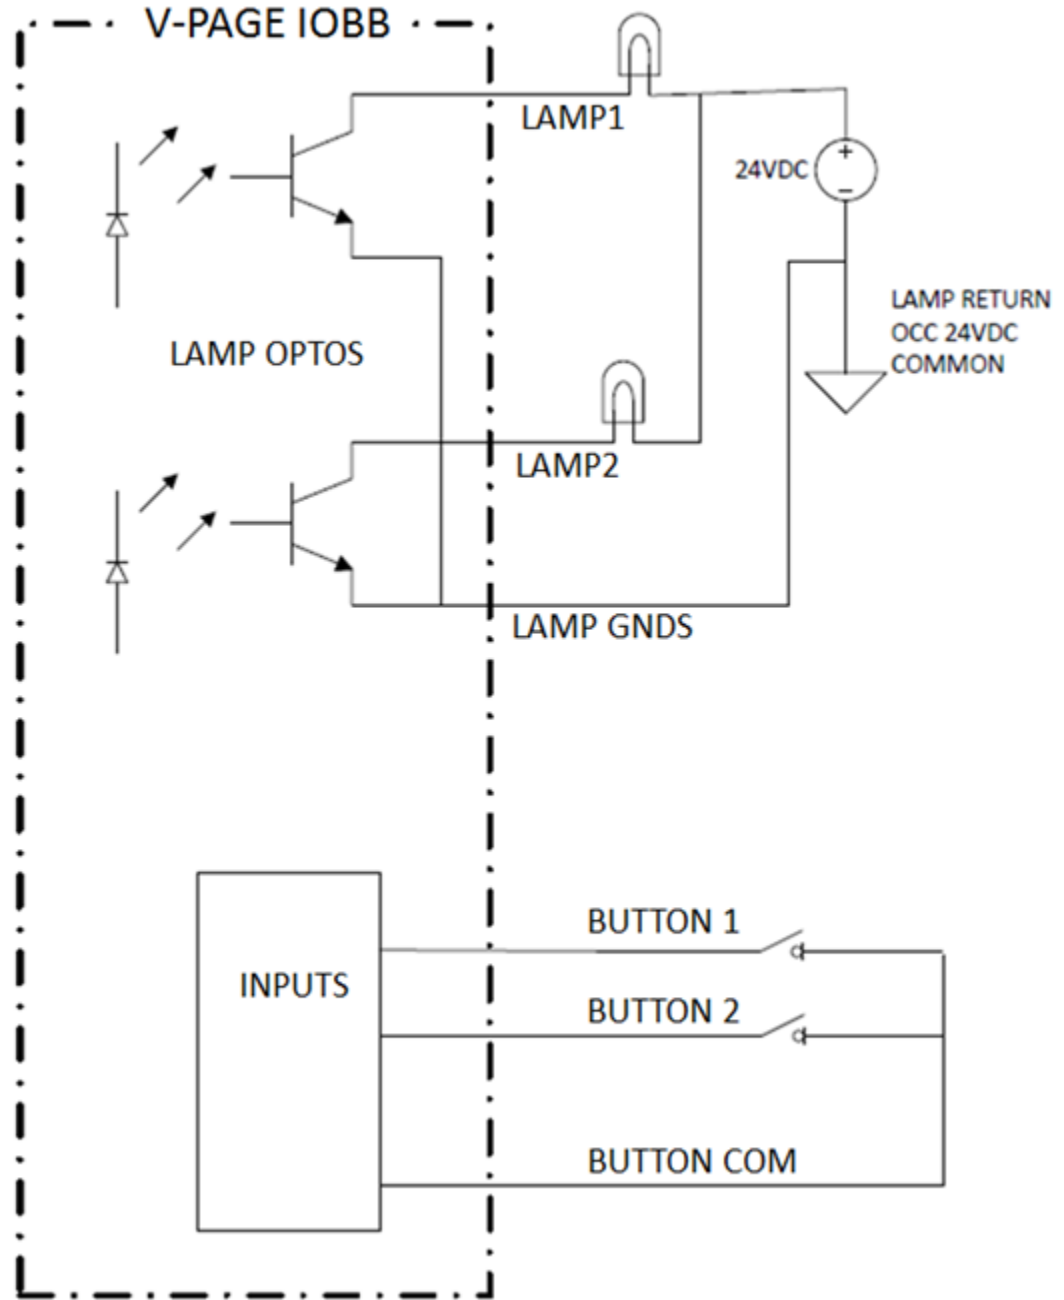 V-PAGE IOBB
LAMP1
24VDC
+
−
LAMP RETURN
OCC 24VDC
COMMON
LAMP OPTOS
LAMP2
LAMP GNDS
BUTTON 1
INPUTS
BUTTON 2
BUTTON COM